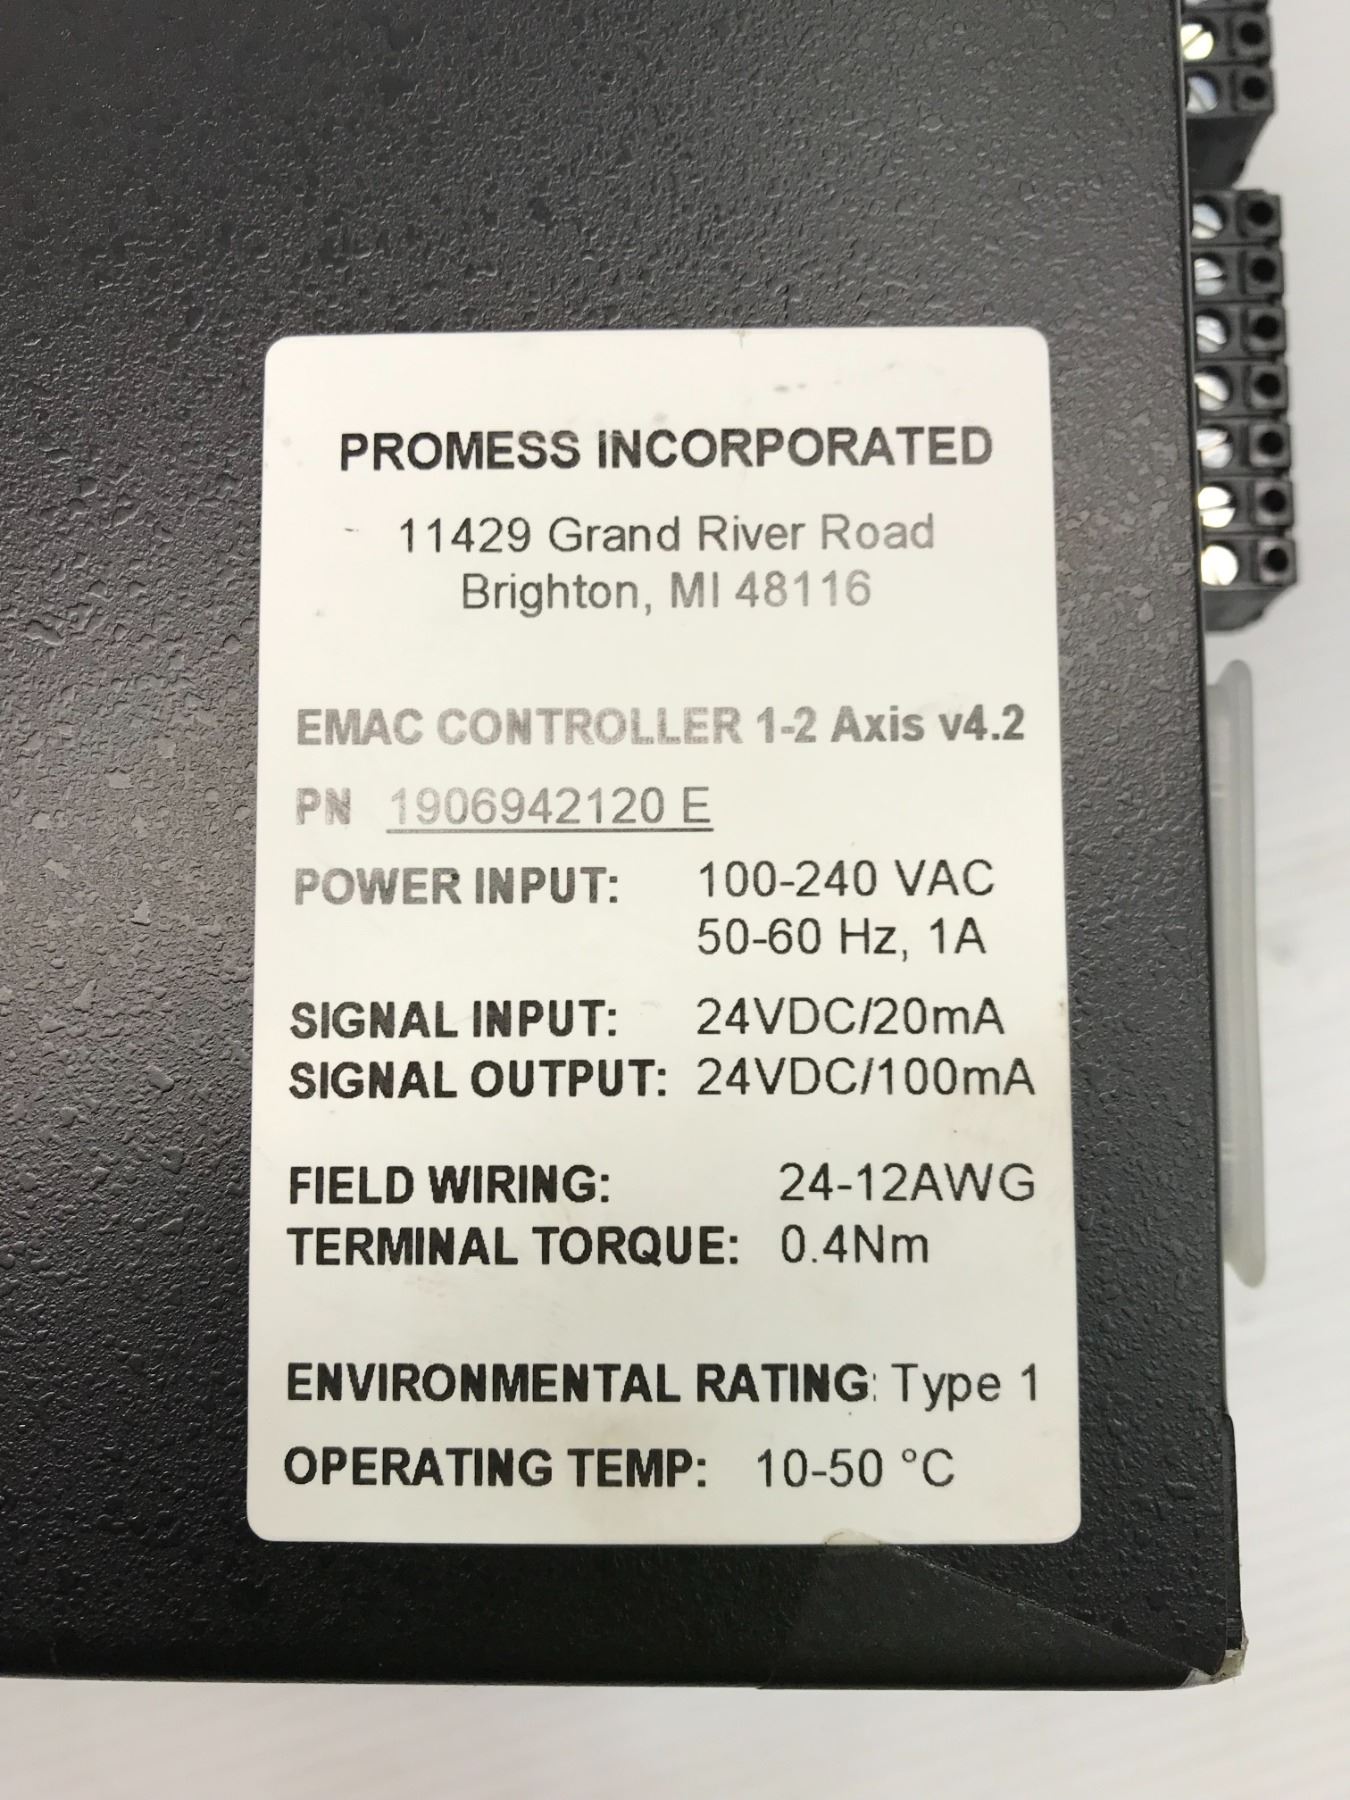 PROMESS INCORPORATED
11429 Grand River Road
Brighton, MI 48116
EMAC CONTROLLER 1-2 Axis v4.2
PN 1906942120 E
POWER INPUT: 100-240 VAC
50-60 Hz, 1A
SIGNAL INPUT: 24VDC/20mA
SIGNAL OUTPUT: 24VDC/100mA
FIELD WIRING: 24-12AWG
TERMINAL TORQUE: 0.4Nm
ENVIRONMENTAL RATING: Type 1
OPERATING TEMP: 10-50 °C